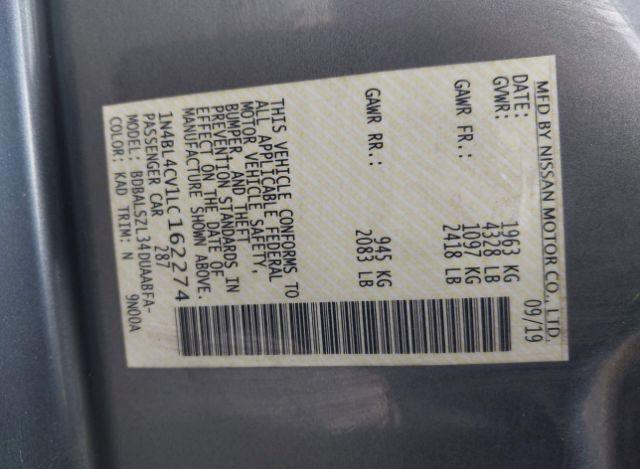 MFD BY NISSAN MOTOR CO., LTD.
DATE: 09/19
GVWR: 1963 KG
4328 LB
GAWR FR.: 1097 KG
2418 LB
GAWR RR.: 945 KG
2083 LB
THIS VEHICLE CONFORMS TO
ALL APPLICABLE FEDERAL
MOTOR VEHICLE SAFETY,
BUMPER, AND THEFT
PREVENTION STANDARDS IN
EFFECT ON THE DATE OF
MANUFACTURE SHOWN ABOVE.
1N4BL4CV1LC162274
PASSENGER CAR 287
MODEL: BDBALSZL34DUAABFA-
COLOR: KAD TRIM: N 9N00A